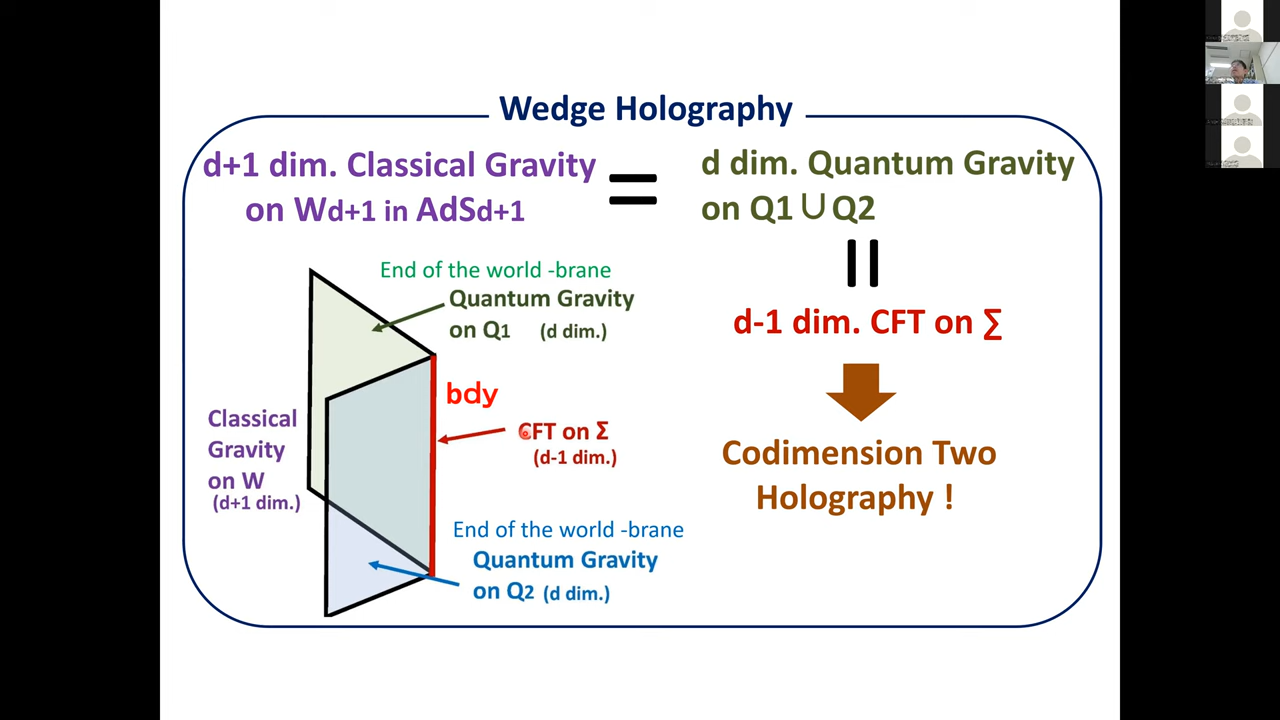 Wedge Holography
d+1 dim. Classical Gravity
on Wd+1 in AdSd+1
=
d dim. Quantum Gravity
on Q1∪Q2
=
d-1 dim. CFT on Σ
Codimension Two
Holography !
End of the world -brane
Quantum Gravity
on Q1 (d dim.)
bdy
CFT on Σ
(d-1 dim.)
Classical
Gravity
on W
(d+1 dim.)
End of the world -brane
Quantum Gravity
on Q2 (d dim.)